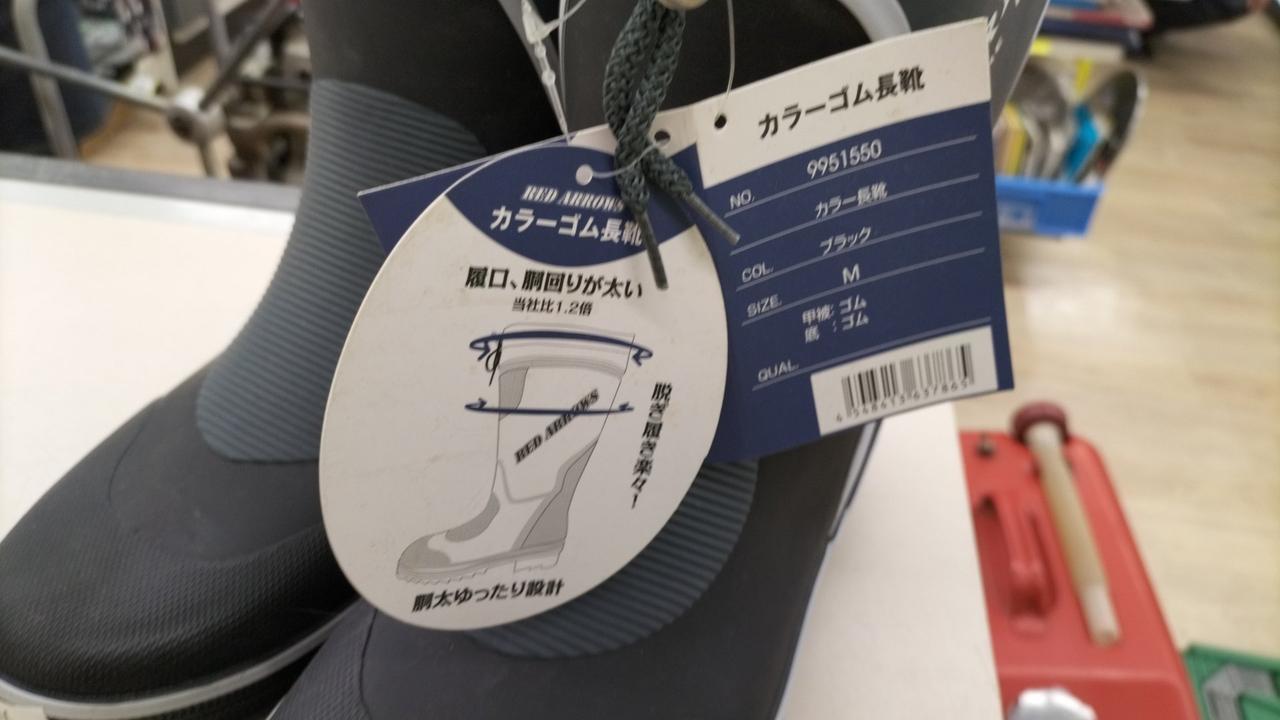 RED ARROWS
カラーゴム長靴
履口、胴回りが太い
当社比1.2倍
脱ぎ履き楽々!
RED ARROWS
胴太ゆったり設計
カラーゴム長靴
NO. 9951550
カラー長靴
COL. ブラック
SIZE. M
甲被: ゴム
底 : ゴム
QUAL.
4 548613 637865